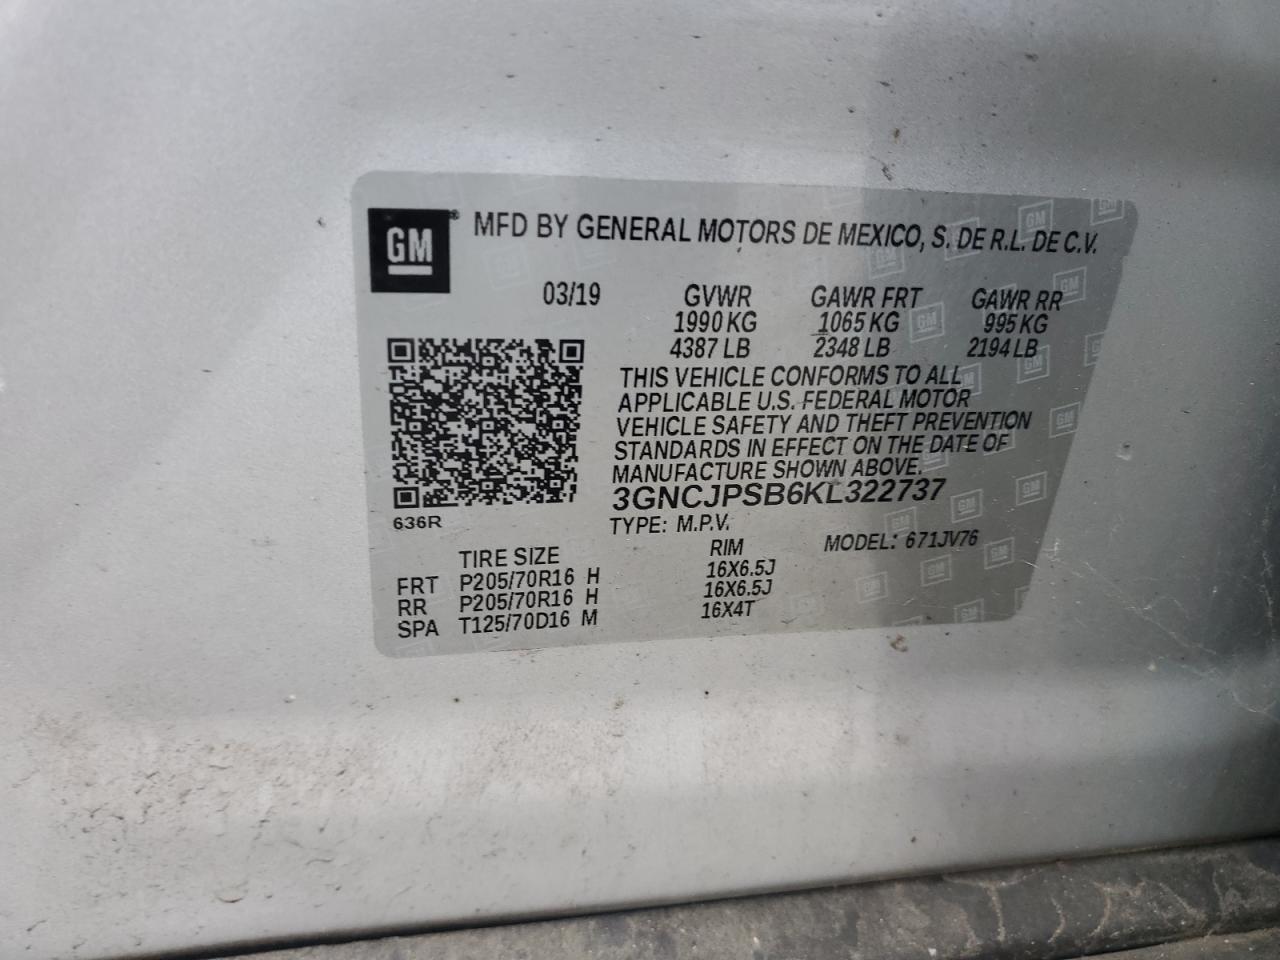 GM® MFD BY GENERAL MOTORS DE MEXICO, S. DE R.L. DE C.V.
03/19 GVWR GAWR FRT GAWR RR
1990 KG 1065 KG 995 KG
4387 LB 2348 LB 2194 LB
THIS VEHICLE CONFORMS TO ALL
APPLICABLE U.S. FEDERAL MOTOR
VEHICLE SAFETY AND THEFT PREVENTION
STANDARDS IN EFFECT ON THE DATE OF
MANUFACTURE SHOWN ABOVE.
3GNCJPSB6KL322737
636R TYPE: M.P.V. MODEL: 671JV76
TIRE SIZE RIM
FRT P205/70R16 H 16X6.5J
RR P205/70R16 H 16X6.5J
SPA T125/70D16 M 16X4T